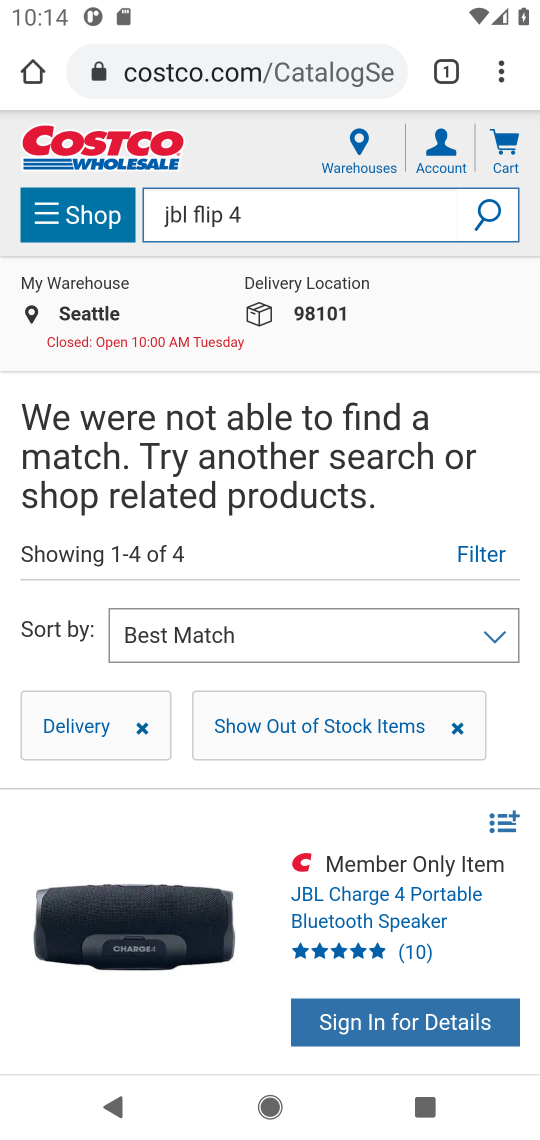 10:14
costco.com/CatalogSe
1
COSTCO
WHOLESALE
Warehouses
Account
Cart
Shop
jbl flip 4
My Warehouse
Delivery Location
Seattle
98101
Closed: Open 10:00 AM Tuesday
We were not able to find a
match. Try another search or
shop related products.
Showing 1-4 of 4
Filter
Sort by:
Best Match
Delivery
Show Out of Stock Items
Member Only Item
JBL Charge 4 Portable
Bluetooth Speaker
(10)
CHARGE4
Sign In for Details